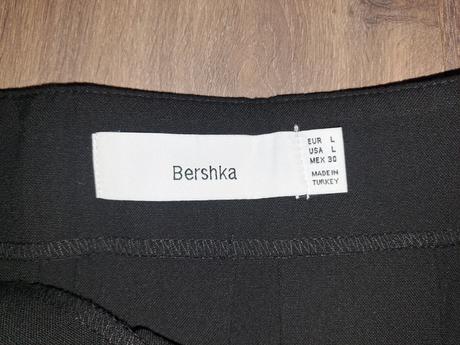 Bershka
EUR L
USA L
MEX 30
MADE IN
TURKEY